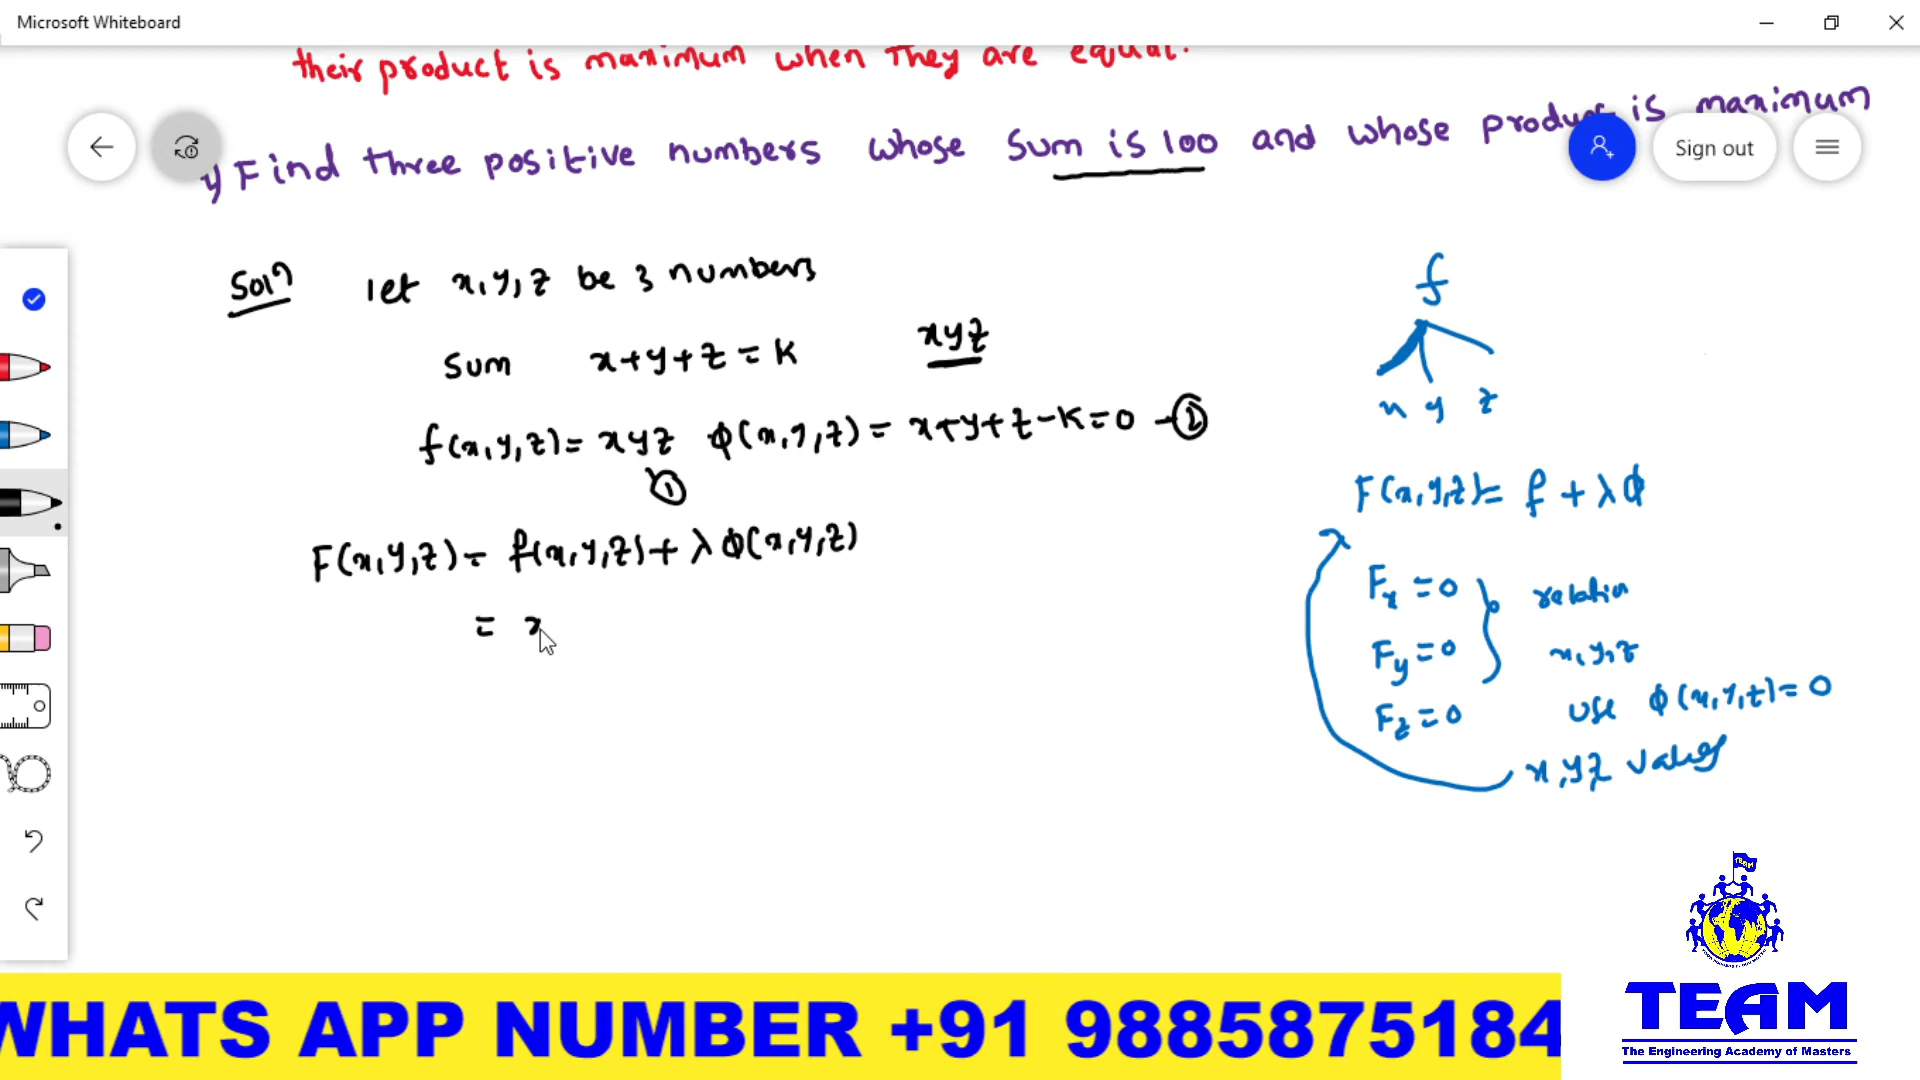 Microsoft Whiteboard
their product is maximum when they are equal.
Sign out
y Find three positive numbers whose sum is 100 and whose product is maximum
Soln let x, y, z be 3 numbers
Sum x+y+z = k xyz
f(x,y,z) = xyz φ(x,y,z) = x+y+z-k=0 -②
①
F(x,y,z) = f(x,y,z) + λ φ(x,y,z)
= x
f
x y z
F(x,y,z) = f + λφ
Fx = 0 relation
Fy = 0 x,y,z
Fz = 0 use φ(x,y,z) = 0
x,y,z values
WHATS APP NUMBER +91 9885875184
TEAM
TEAM
The Engineering Academy of Masters